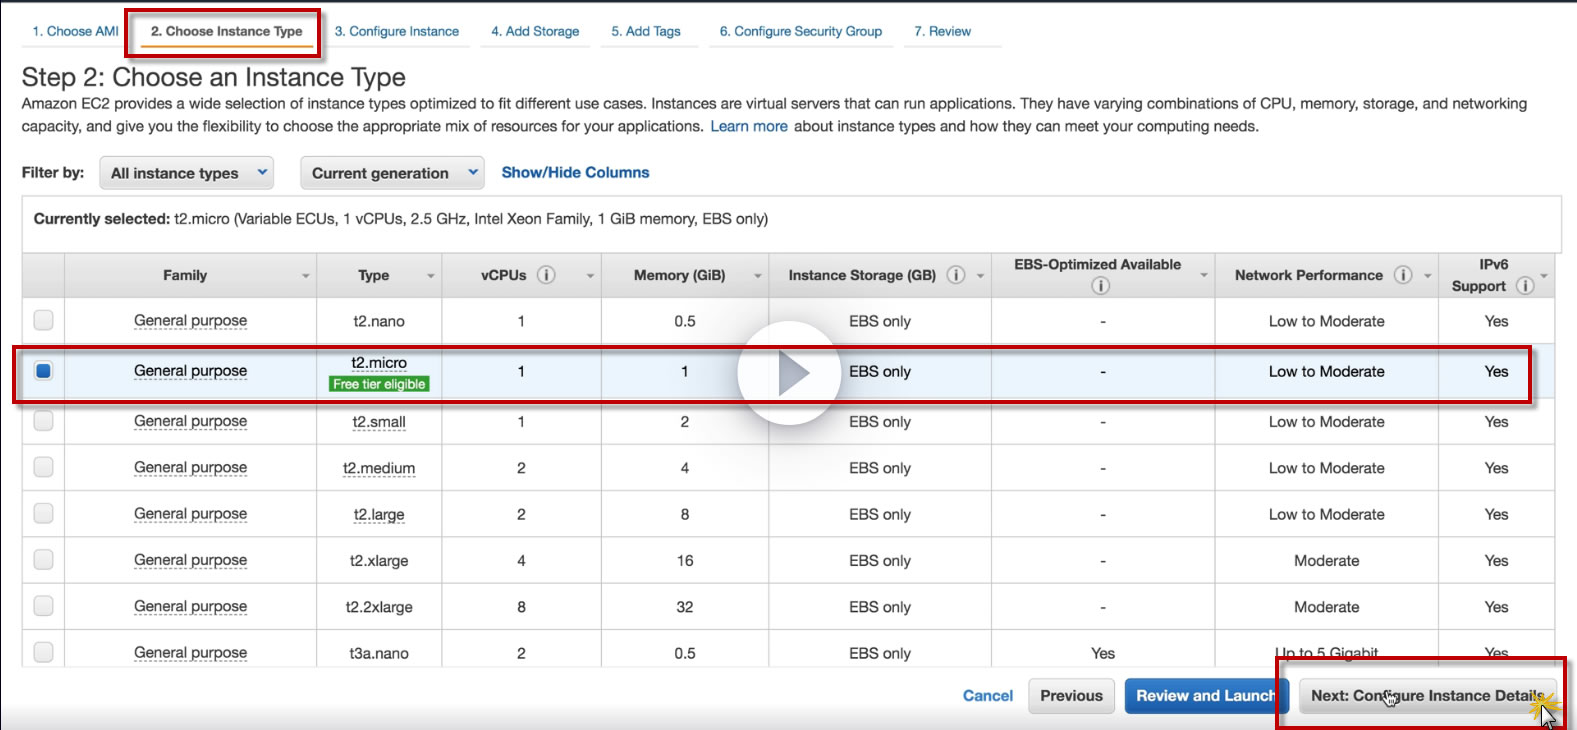 1. Choose AMI 2. Choose Instance Type 3. Configure Instance 4. Add Storage 5. Add Tags 6. Configure Security Group 7. Review
Step 2: Choose an Instance Type
Amazon EC2 provides a wide selection of instance types optimized to fit different use cases. Instances are virtual servers that can run applications. They have varying combinations of CPU, memory, storage, and networking
capacity, and give you the flexibility to choose the appropriate mix of resources for your applications. Learn more about instance types and how they can meet your computing needs.
Filter by: All instance types Current generation Show/Hide Columns
Currently selected: t2.micro (Variable ECUs, 1 vCPUs, 2.5 GHz, Intel Xeon Family, 1 GiB memory, EBS only)
Family Type vCPUs i Memory (GiB) Instance Storage (GB) i EBS-Optimized Available i Network Performance i IPv6 Support i
General purpose t2.nano 1 0.5 EBS only - Low to Moderate Yes
General purpose t2.micro Free tier eligible 1 1 EBS only - Low to Moderate Yes
General purpose t2.small 1 2 EBS only - Low to Moderate Yes
General purpose t2.medium 2 4 EBS only - Low to Moderate Yes
General purpose t2.large 2 8 EBS only - Low to Moderate Yes
General purpose t2.xlarge 4 16 EBS only - Moderate Yes
General purpose t2.2xlarge 8 32 EBS only - Moderate Yes
General purpose t3a.nano 2 0.5 EBS only Yes Up to 5 Gigabit Yes
Cancel Previous Review and Launch Next: Configure Instance Details